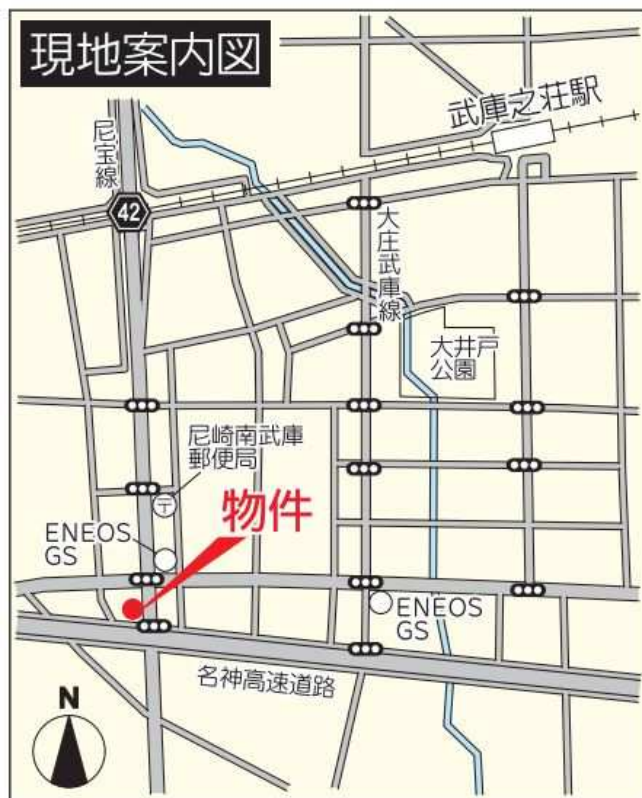 現地案内図
武庫之荘駅
尼宝線
42
大庄武庫線
大井戸
公園
尼崎南武庫
郵便局
〒
物件
ENEOS
GS
ENEOS
GS
名神高速道路
N